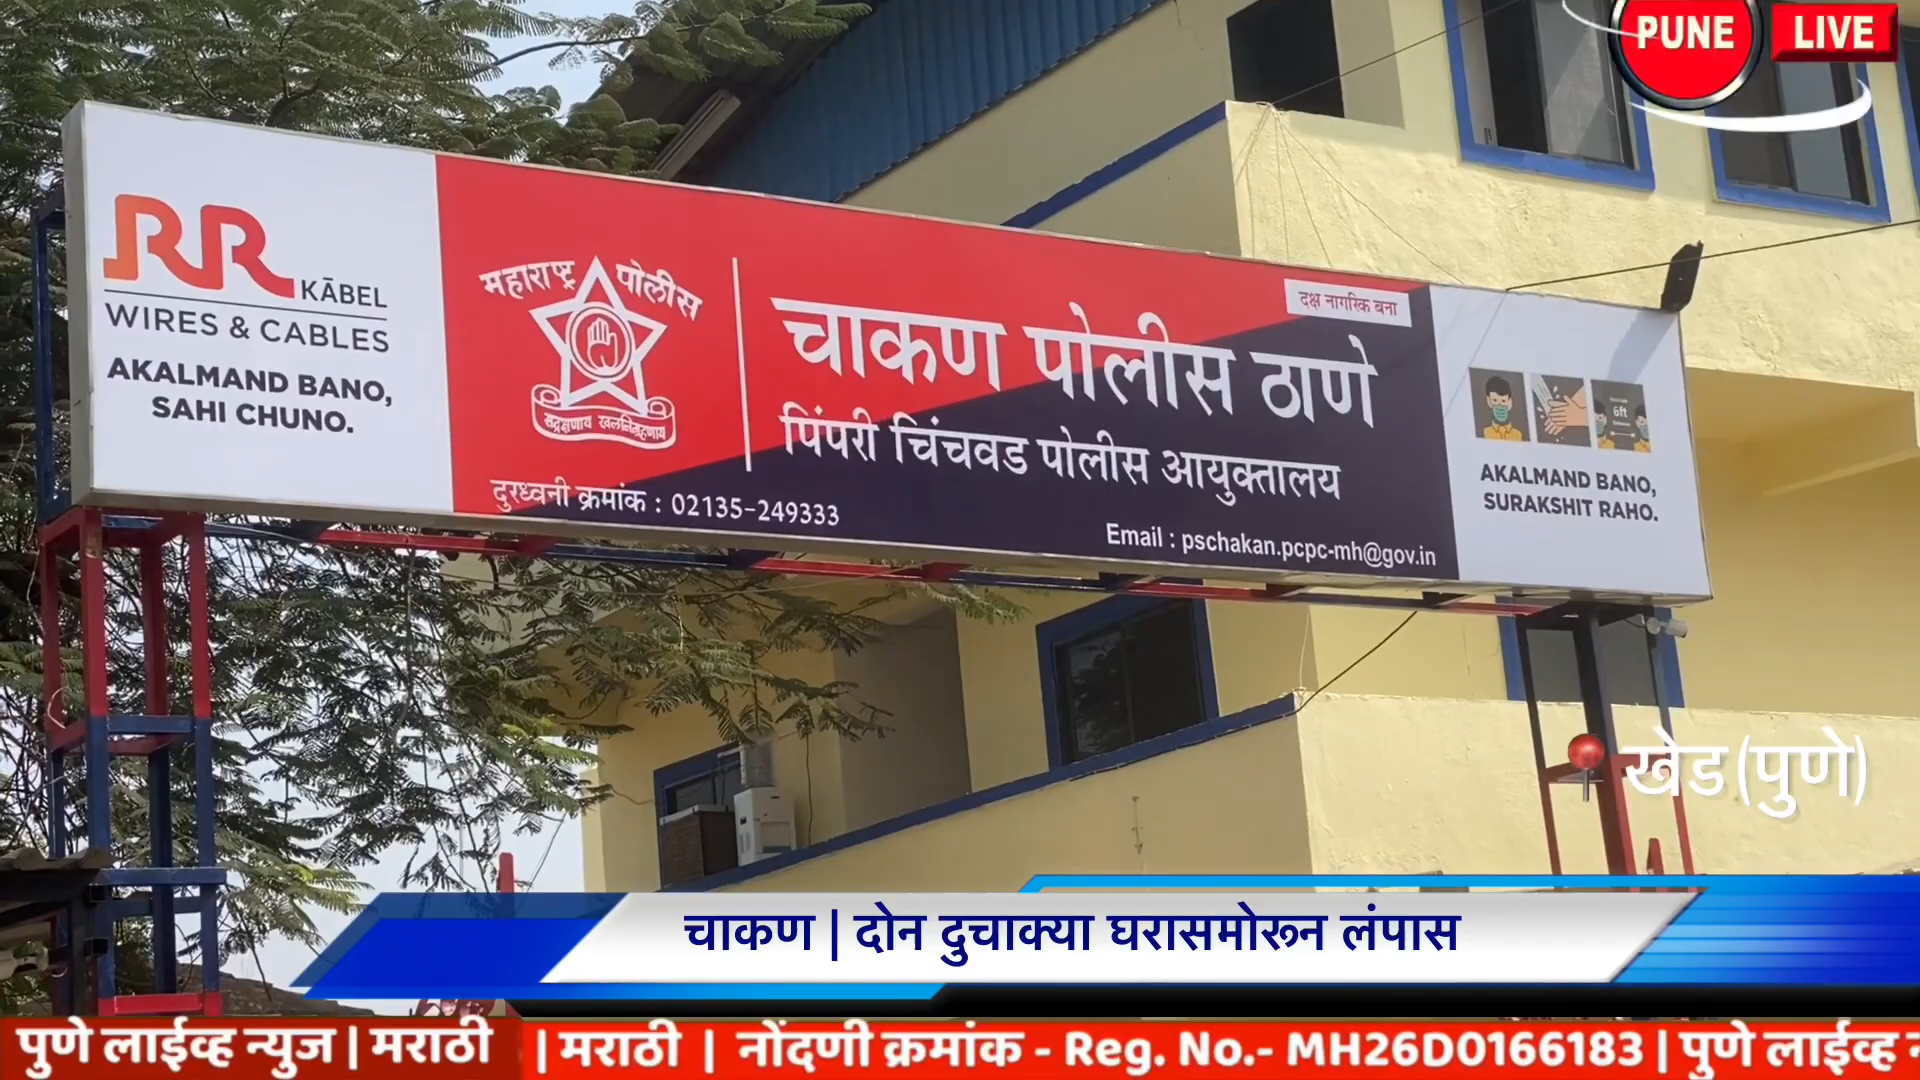 PUNE LIVE
RR KĀBEL
WIRES & CABLES
AKALMAND BANO,
SAHI CHUNO.
महाराष्ट्र पोलीस
सद्रक्षणाय खलनिग्रहणाय
दक्ष नागरिक बना
चाकण पोलीस ठाणे
पिंपरी चिंचवड पोलीस आयुक्तालय
दुरध्वनी क्रमांक : 02135-249333
Email : pschakan.pcpc-mh@gov.in
6ft
AKALMAND BANO,
SURAKSHIT RAHO.
खेड (पुणे)
चाकण | दोन दुचाक्या घरासमोरून लंपास
पुणे लाईव्ह न्युज | मराठी | मराठी | नोंदणी क्रमांक - Reg. No.- MH26D0166183 | पुणे लाईव्ह